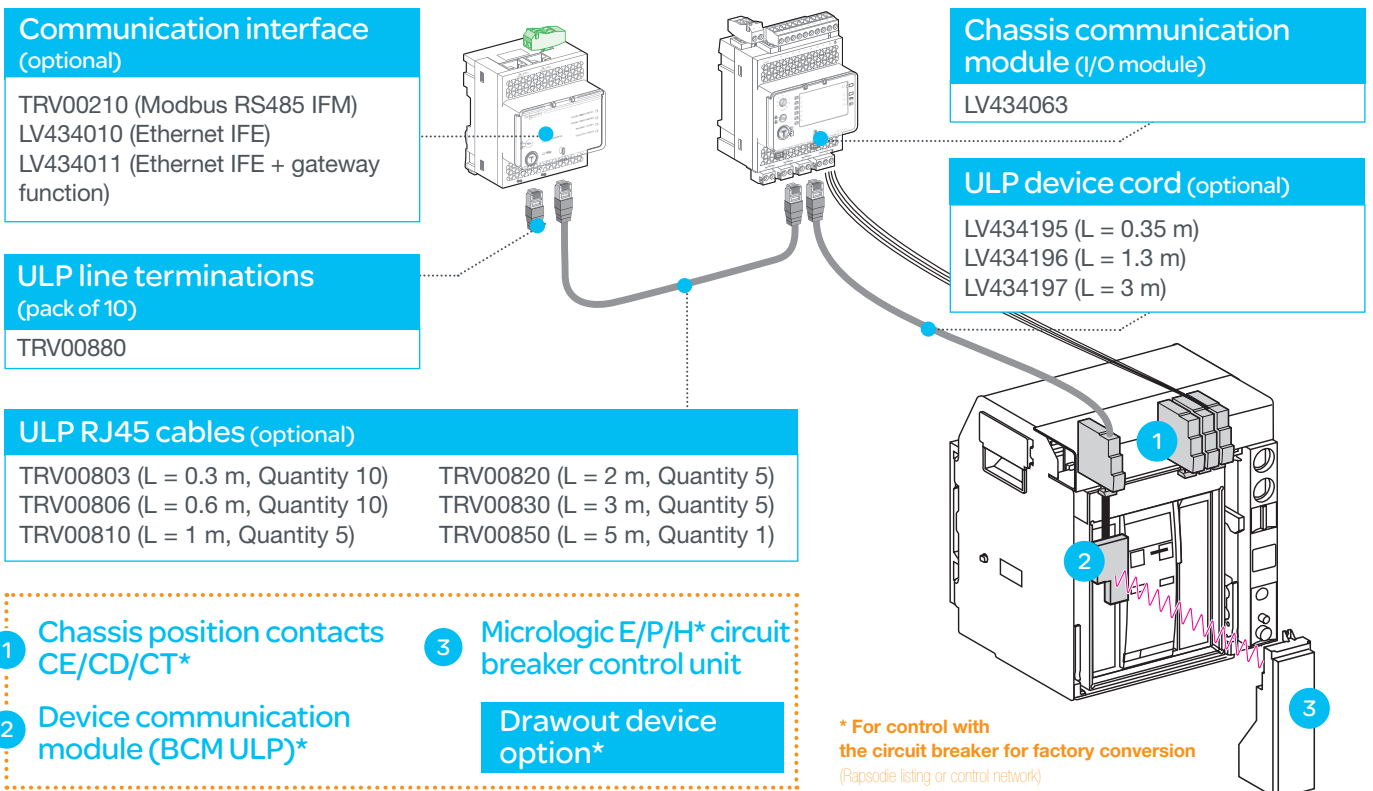 Communication interface
(optional)
TRV00210 (Modbus RS485 IFM)
LV434010 (Ethernet IFE)
LV434011 (Ethernet IFE + gateway
function)
Chassis communication
module (I/O module)
LV434063
ULP device cord (optional)
LV434195 (L = 0.35 m)
LV434196 (L = 1.3 m)
LV434197 (L = 3 m)
ULP line terminations
(pack of 10)
TRV00880
ULP RJ45 cables (optional)
TRV00803 (L = 0.3 m, Quantity 10)
TRV00806 (L = 0.6 m, Quantity 10)
TRV00810 (L = 1 m, Quantity 5)
TRV00820 (L = 2 m, Quantity 5)
TRV00830 (L = 3 m, Quantity 5)
TRV00850 (L = 5 m, Quantity 1)
1
2
3
1 Chassis position contacts
CE/CD/CT*
2 Device communication
module (BCM ULP)*
3 Micrologic E/P/H* circuit
breaker control unit
Drawout device
option*
* For control with
the circuit breaker for factory conversion
(Rapsodie listing or control network)